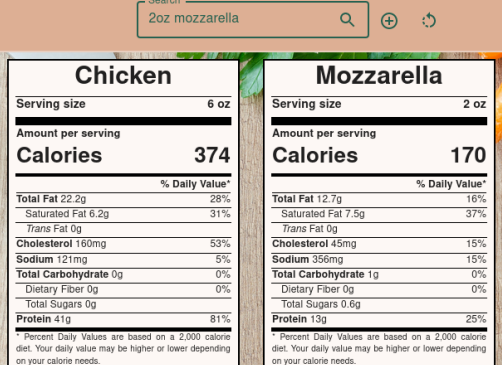 Search
2oz mozzarella
Chicken
Serving size 6 oz
Amount per serving
Calories 374
% Daily Value*
Total Fat 22.2g 28%
Saturated Fat 6.2g 31%
Trans Fat 0g
Cholesterol 160mg 53%
Sodium 121mg 5%
Total Carbohydrate 0g 0%
Dietary Fiber 0g 0%
Total Sugars 0g
Protein 41g 81%
* Percent Daily Values are based on a 2,000 calorie
diet. Your daily value may be higher or lower depending
on your calorie needs.
Mozzarella
Serving size 2 oz
Amount per serving
Calories 170
% Daily Value*
Total Fat 12.7g 16%
Saturated Fat 7.5g 37%
Trans Fat 0g
Cholesterol 45mg 15%
Sodium 356mg 15%
Total Carbohydrate 1g 0%
Dietary Fiber 0g 0%
Total Sugars 0.6g
Protein 13g 25%
* Percent Daily Values are based on a 2,000 calorie
diet. Your daily value may be higher or lower depending
on your calorie needs.